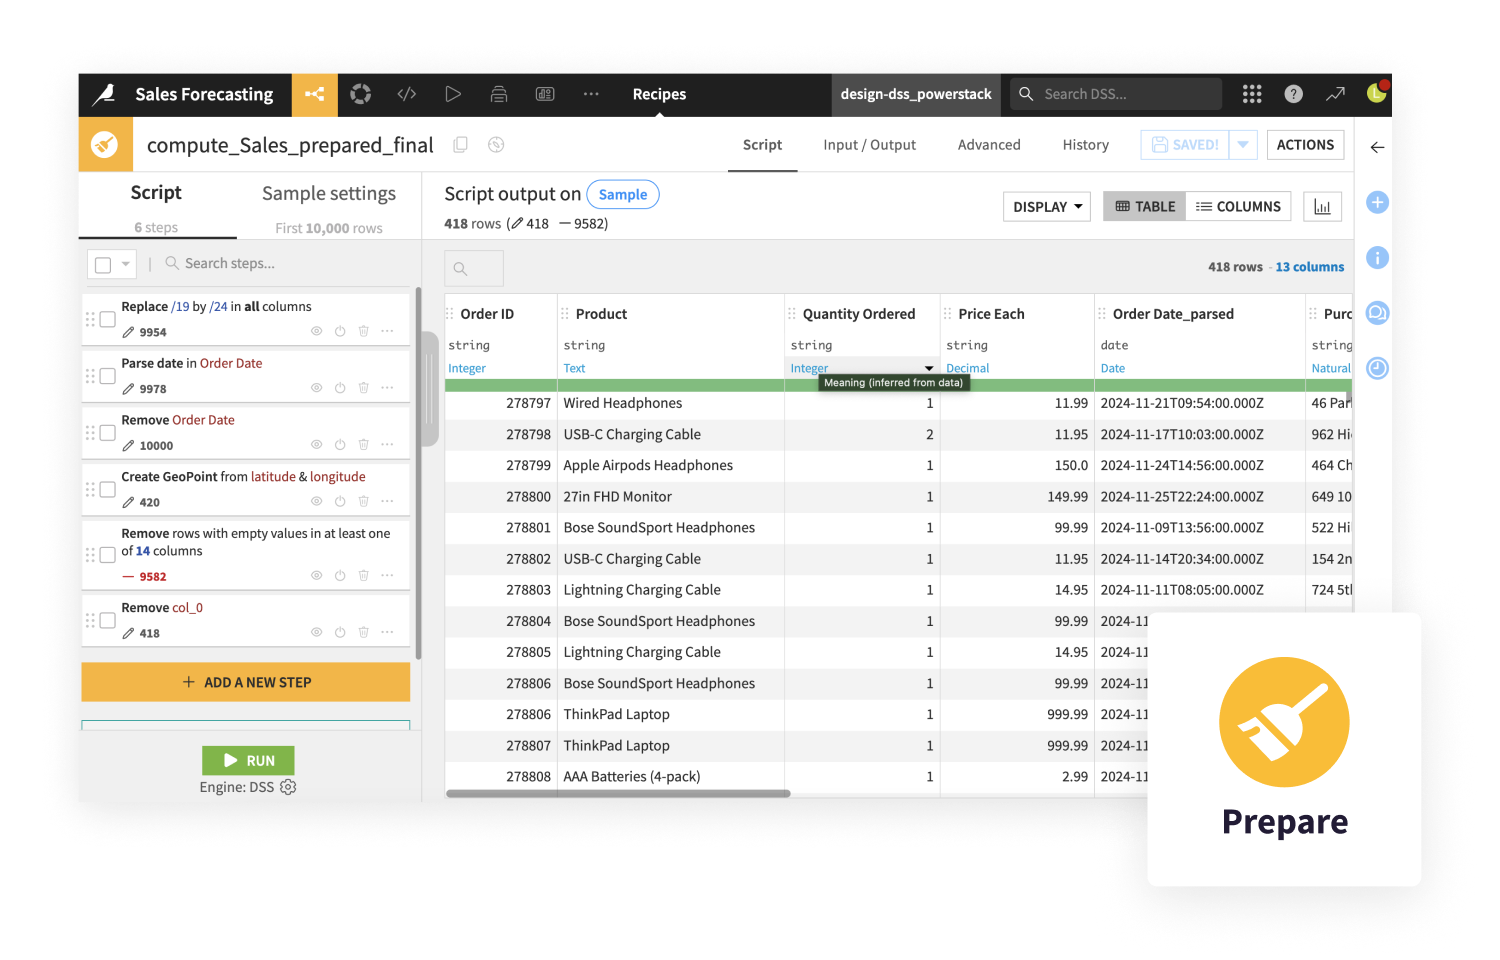 Sales Forecasting
Recipes
design-dss_powerstack
Search DSS...
L
compute_Sales_prepared_final
Script
Input / Output
Advanced
History
SAVED!
ACTIONS
Script
6 steps
Sample settings
First 10,000 rows
Search steps...
Replace /19 by /24 in all columns
9954
Parse date in Order Date
9978
Remove Order Date
10000
Create GeoPoint from latitude & longitude
420
Remove rows with empty values in at least one
of 14 columns
— 9582
Remove col_0
418
+ ADD A NEW STEP
RUN
Engine: DSS
Script output on Sample
418 rows ( 418 — 9582)
DISPLAY
TABLE
COLUMNS
418 rows - 13 columns
Order ID Product Quantity Ordered Price Each Order Date_parsed Purc
string string string string date string
Integer Text Integer Decimal Date Natural
Meaning (inferred from data)
278797 Wired Headphones 1 11.99 2024-11-21T09:54:00.000Z 46 Par
278798 USB-C Charging Cable 2 11.95 2024-11-17T10:03:00.000Z 962 Hi
278799 Apple Airpods Headphones 1 150.0 2024-11-24T14:56:00.000Z 464 Ch
278800 27in FHD Monitor 1 149.99 2024-11-25T22:24:00.000Z 649 10
278801 Bose SoundSport Headphones 1 99.99 2024-11-09T13:56:00.000Z 522 Hi
278802 USB-C Charging Cable 1 11.95 2024-11-14T20:34:00.000Z 154 2n
278803 Lightning Charging Cable 1 14.95 2024-11-11T08:05:00.000Z 724 5t
278804 Bose SoundSport Headphones 1 99.99 2024-11
278805 Lightning Charging Cable 1 14.95 2024-11
278806 Bose SoundSport Headphones 1 99.99 2024-11
278806 ThinkPad Laptop 1 999.99 2024-11
278807 ThinkPad Laptop 1 999.99 2024-11
278808 AAA Batteries (4-pack) 1 2.99 2024-11
Prepare